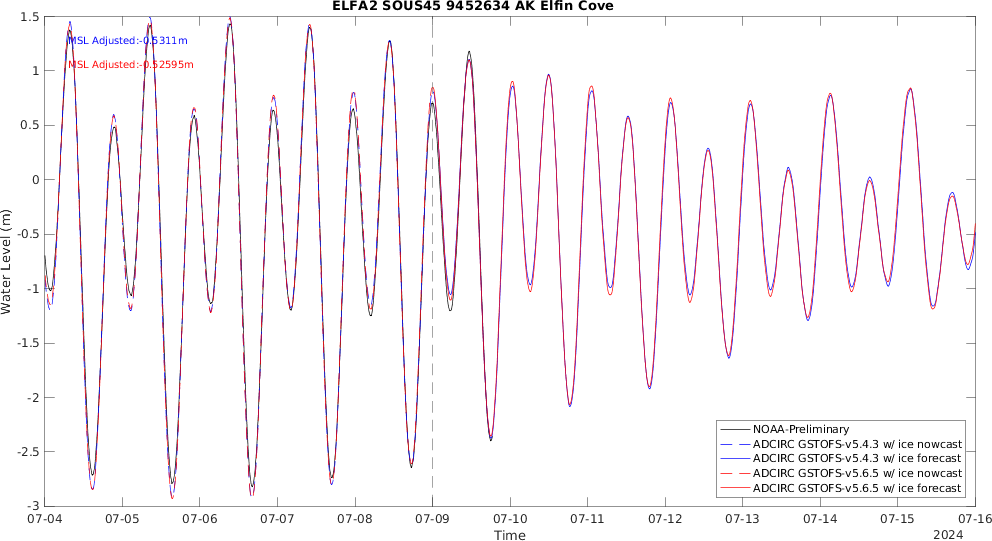 ELFA2 SOUS45 9452634 AK Elfin Cove
1.5
1
0.5
0
-0.5
-1
-1.5
-2
-2.5
-3
Water Level (m)
MSL Adjusted:-0.5311m
MSL Adjusted:-0.52595m
NOAA-Preliminary
ADCIRC GSTOFS-v5.4.3 w/ ice nowcast
ADCIRC GSTOFS-v5.4.3 w/ ice forecast
ADCIRC GSTOFS-v5.6.5 w/ ice nowcast
ADCIRC GSTOFS-v5.6.5 w/ ice forecast
07-04 07-05 07-06 07-07 07-08 07-09 07-10 07-11 07-12 07-13 07-14 07-15 07-16
Time
2024